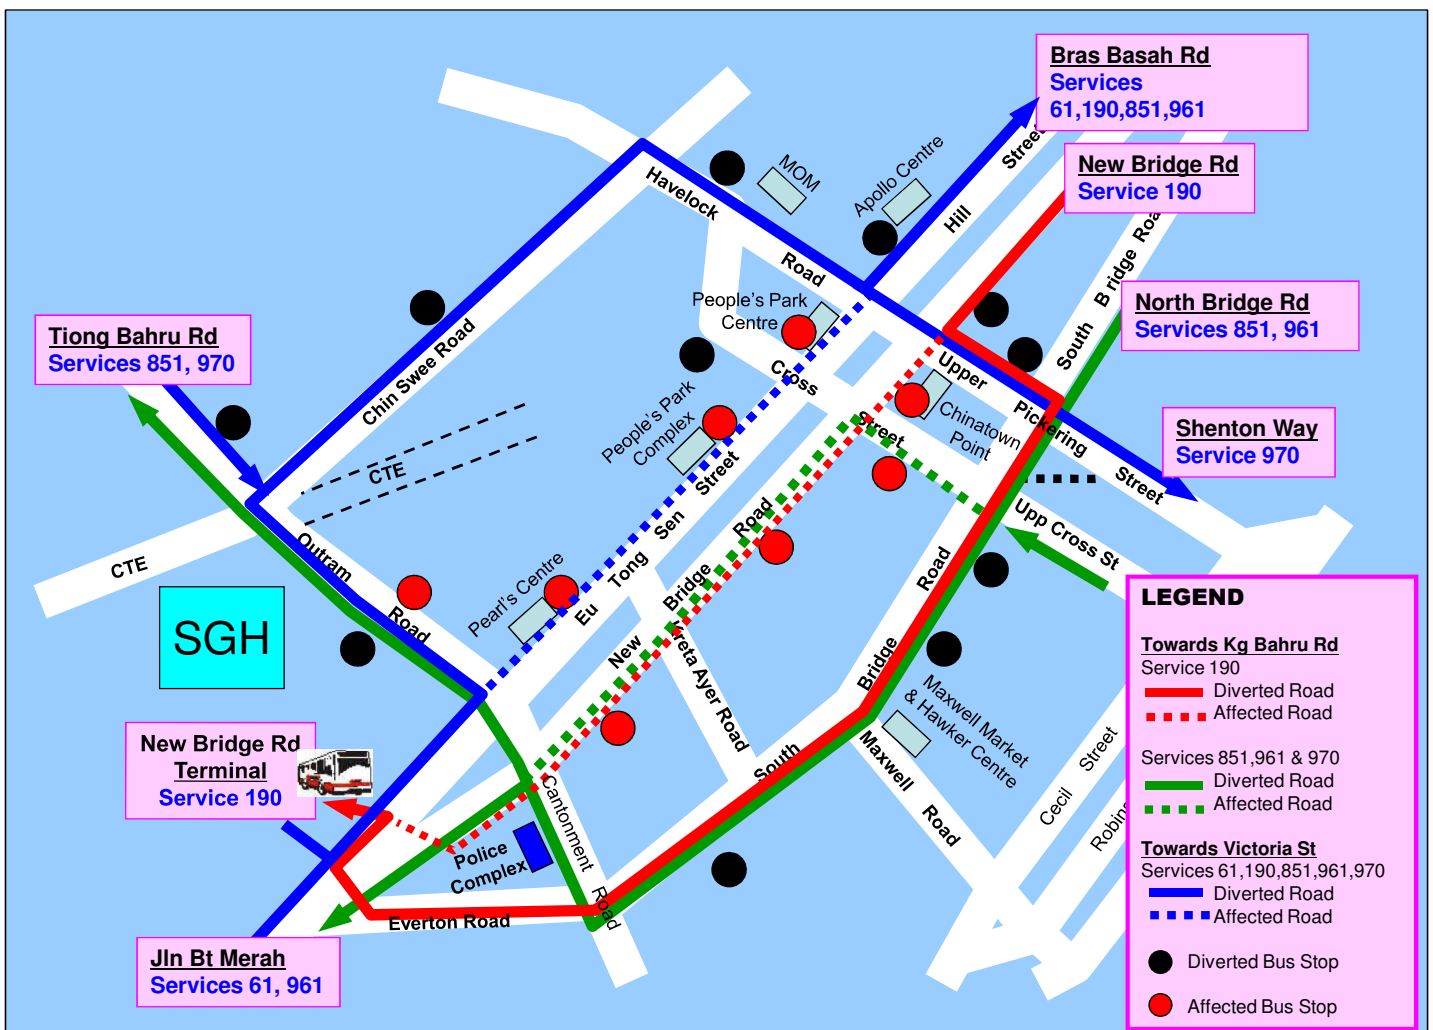 Bras Basah Rd
Services
61,190,851,961
New Bridge Rd
Service 190
North Bridge Rd
Services 851, 961
Shenton Way
Service 970
Tiong Bahru Rd
Services 851, 970
New Bridge Rd
Terminal
Service 190
Jln Bt Merah
Services 61, 961
SGH
MOM
Apollo Centre
People's Park
Centre
People's Park
Complex
Pearl's Centre
Chinatown
Point
Maxwell Market
& Hawker Centre
Police
Complex
Havelock
Road
Hill
Street
South
Bridge
Road
Chin Swee Road
CTE
CTE
Outram
Road
Cross
Street
Upper
Pickering
Street
Upp Cross St
Eu
Tong
Sen
Street
New
Bridge
Road
Kreta Ayer Road
South
Bridge
Road
Maxwell
Road
Cantonment
Road
Everton Road
Cecil
Street
LEGEND
Towards Kg Bahru Rd
Service 190
Diverted Road
Affected Road
Services 851,961 & 970
Diverted Road
Affected Road
Towards Victoria St
Services 61,190,851,961,970
Diverted Road
Affected Road
Diverted Bus Stop
Affected Bus Stop